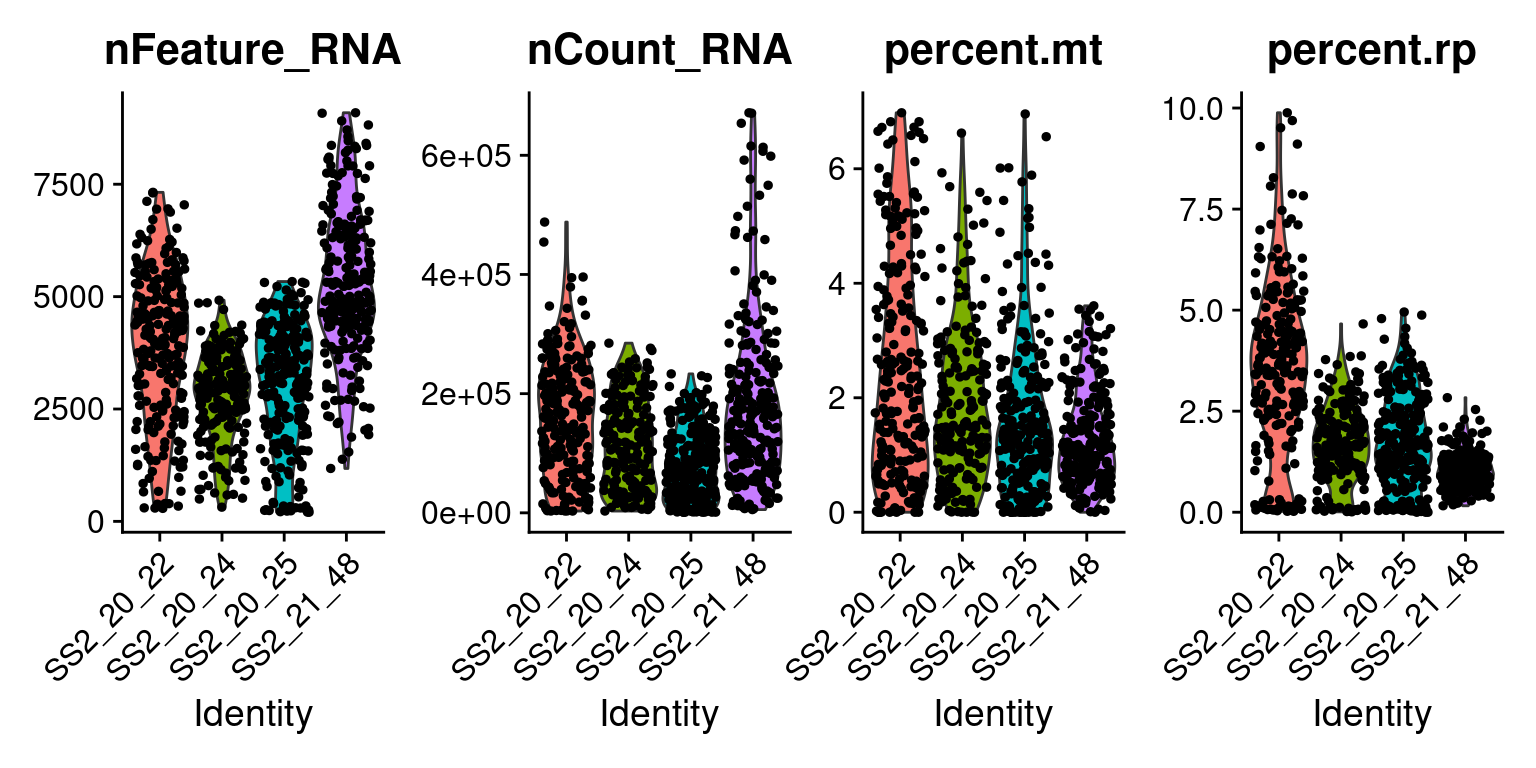 nFeature_RNA
7500
5000
2500
0
SS2_20_22
SS2_20_24
SS2_20_25
SS2_21_48
Identity
nCount_RNA
6e+05
4e+05
2e+05
0e+00
SS2_20_22
SS2_20_24
SS2_20_25
SS2_21_48
Identity
percent.mt
6
4
2
0
SS2_20_22
SS2_20_24
SS2_20_25
SS2_21_48
Identity
percent.rp
10.0
7.5
5.0
2.5
0.0
SS2_20_22
SS2_20_24
SS2_20_25
SS2_21_48
Identity